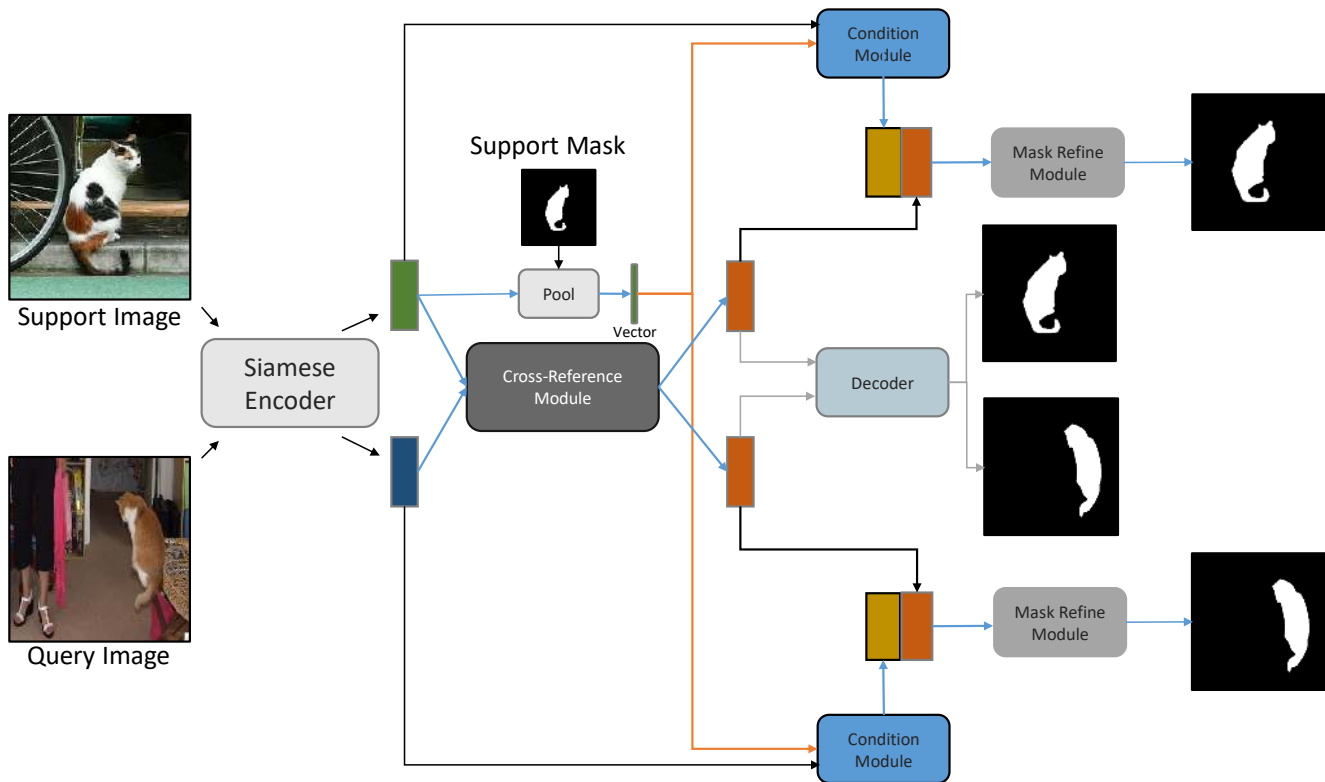 Condition
Module
Support Mask
Mask Refine
Module
Pool
Support Image
Vector
Siamese
Encoder
Cross-Reference
Module
Decoder
Mask Refine
Module
Query Image
Condition
Module